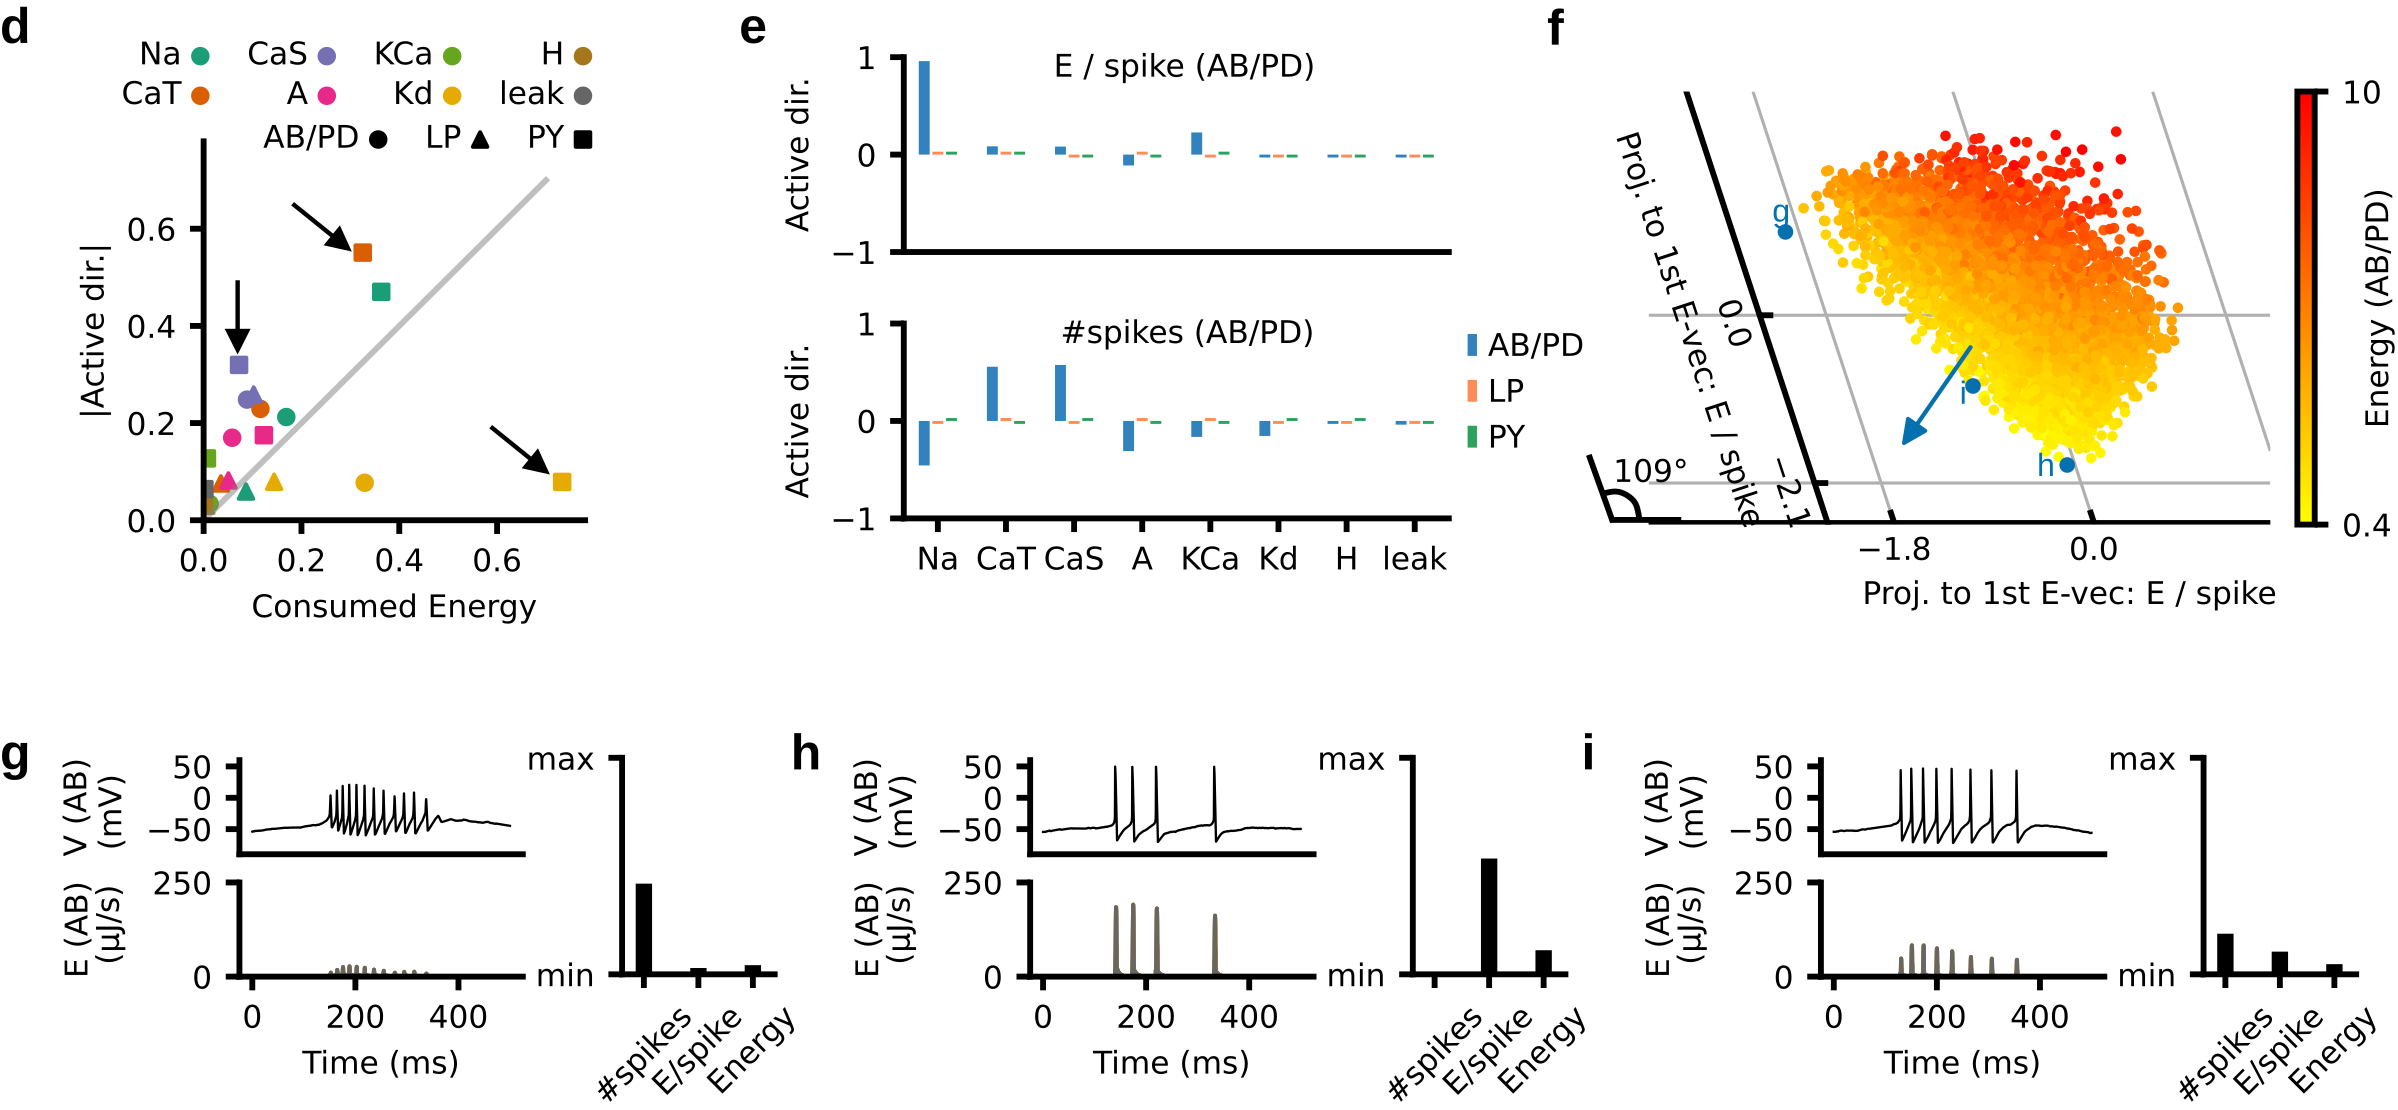 d
Na CaS KCa H
CaT A Kd leak
AB/PD LP PY
|Active dir.|
0.6
0.4
0.2
0.0
0.0 0.2 0.4 0.6
Consumed Energy
e
E / spike (AB/PD)
Active dir.
1
0
−1
#spikes (AB/PD)
Active dir.
1
0
−1
Na CaT CaS A KCa Kd H leak
AB/PD
LP
PY
f
Proj. to 1st E-vec: E / spike
0.0
−2.1
109°
g
i
h
−1.8 0.0
Proj. to 1st E-vec: E / spike
10
0.4
Energy (AB/PD)
g
V (AB)
(mV)
50
0
−50
E (AB)
(µJ/s)
250
0
0 200 400
Time (ms)
max
min
#spikes
E/spike
Energy
h
V (AB)
(mV)
50
0
−50
E (AB)
(µJ/s)
250
0
0 200 400
Time (ms)
max
min
#spikes
E/spike
Energy
i
V (AB)
(mV)
50
0
−50
E (AB)
(µJ/s)
250
0
0 200 400
Time (ms)
max
min
#spikes
E/spike
Energy